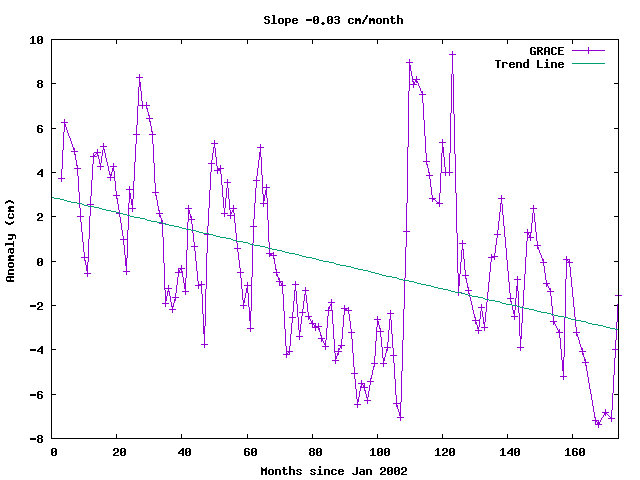 Slope -0.03 cm/month
GRACE
Trend Line
10
8
6
4
2
0
-2
-4
-6
-8
Anomaly (cm)
0 20 40 60 80 100 120 140 160
Months since Jan 2002